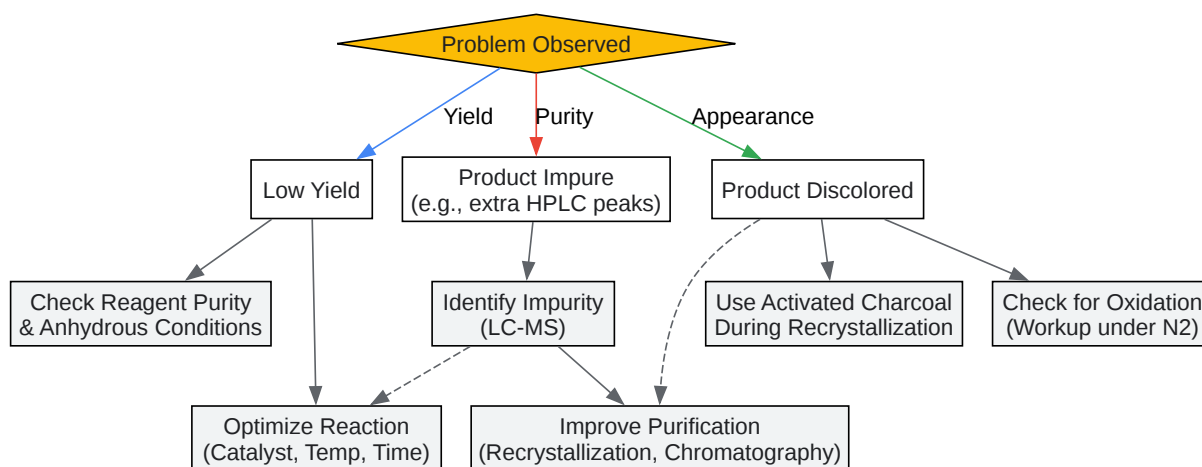 Problem Observed
Yield
Purity
Appearance
Low Yield
Product Impure
(e.g., extra HPLC peaks)
Product Discolored
Check Reagent Purity
& Anhydrous Conditions
Identify Impurity
(LC-MS)
Use Activated Charcoal
During Recrystallization
Check for Oxidation
(Workup under N2)
Optimize Reaction
(Catalyst, Temp, Time)
Improve Purification
(Recrystallization, Chromatography)